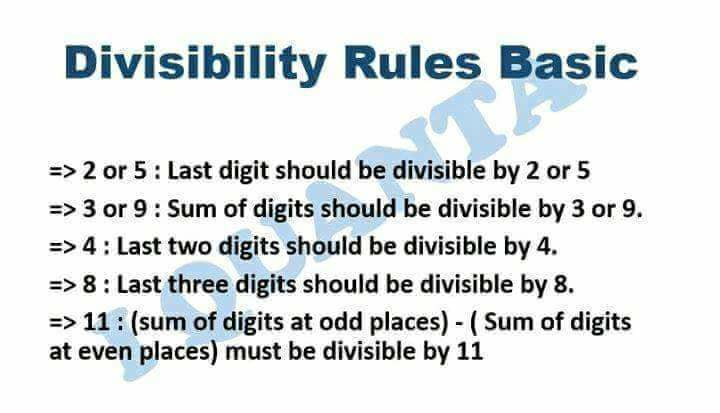 Divisibility Rules Basic
=> 2 or 5 : Last digit should be divisible by 2 or 5
=> 3 or 9 : Sum of digits should be divisible by 3 or 9.
=> 4 : Last two digits should be divisible by 4.
=> 8 : Last three digits should be divisible by 8.
=> 11 : (sum of digits at odd places) - ( Sum of digits
at even places) must be divisible by 11
I QUANTA